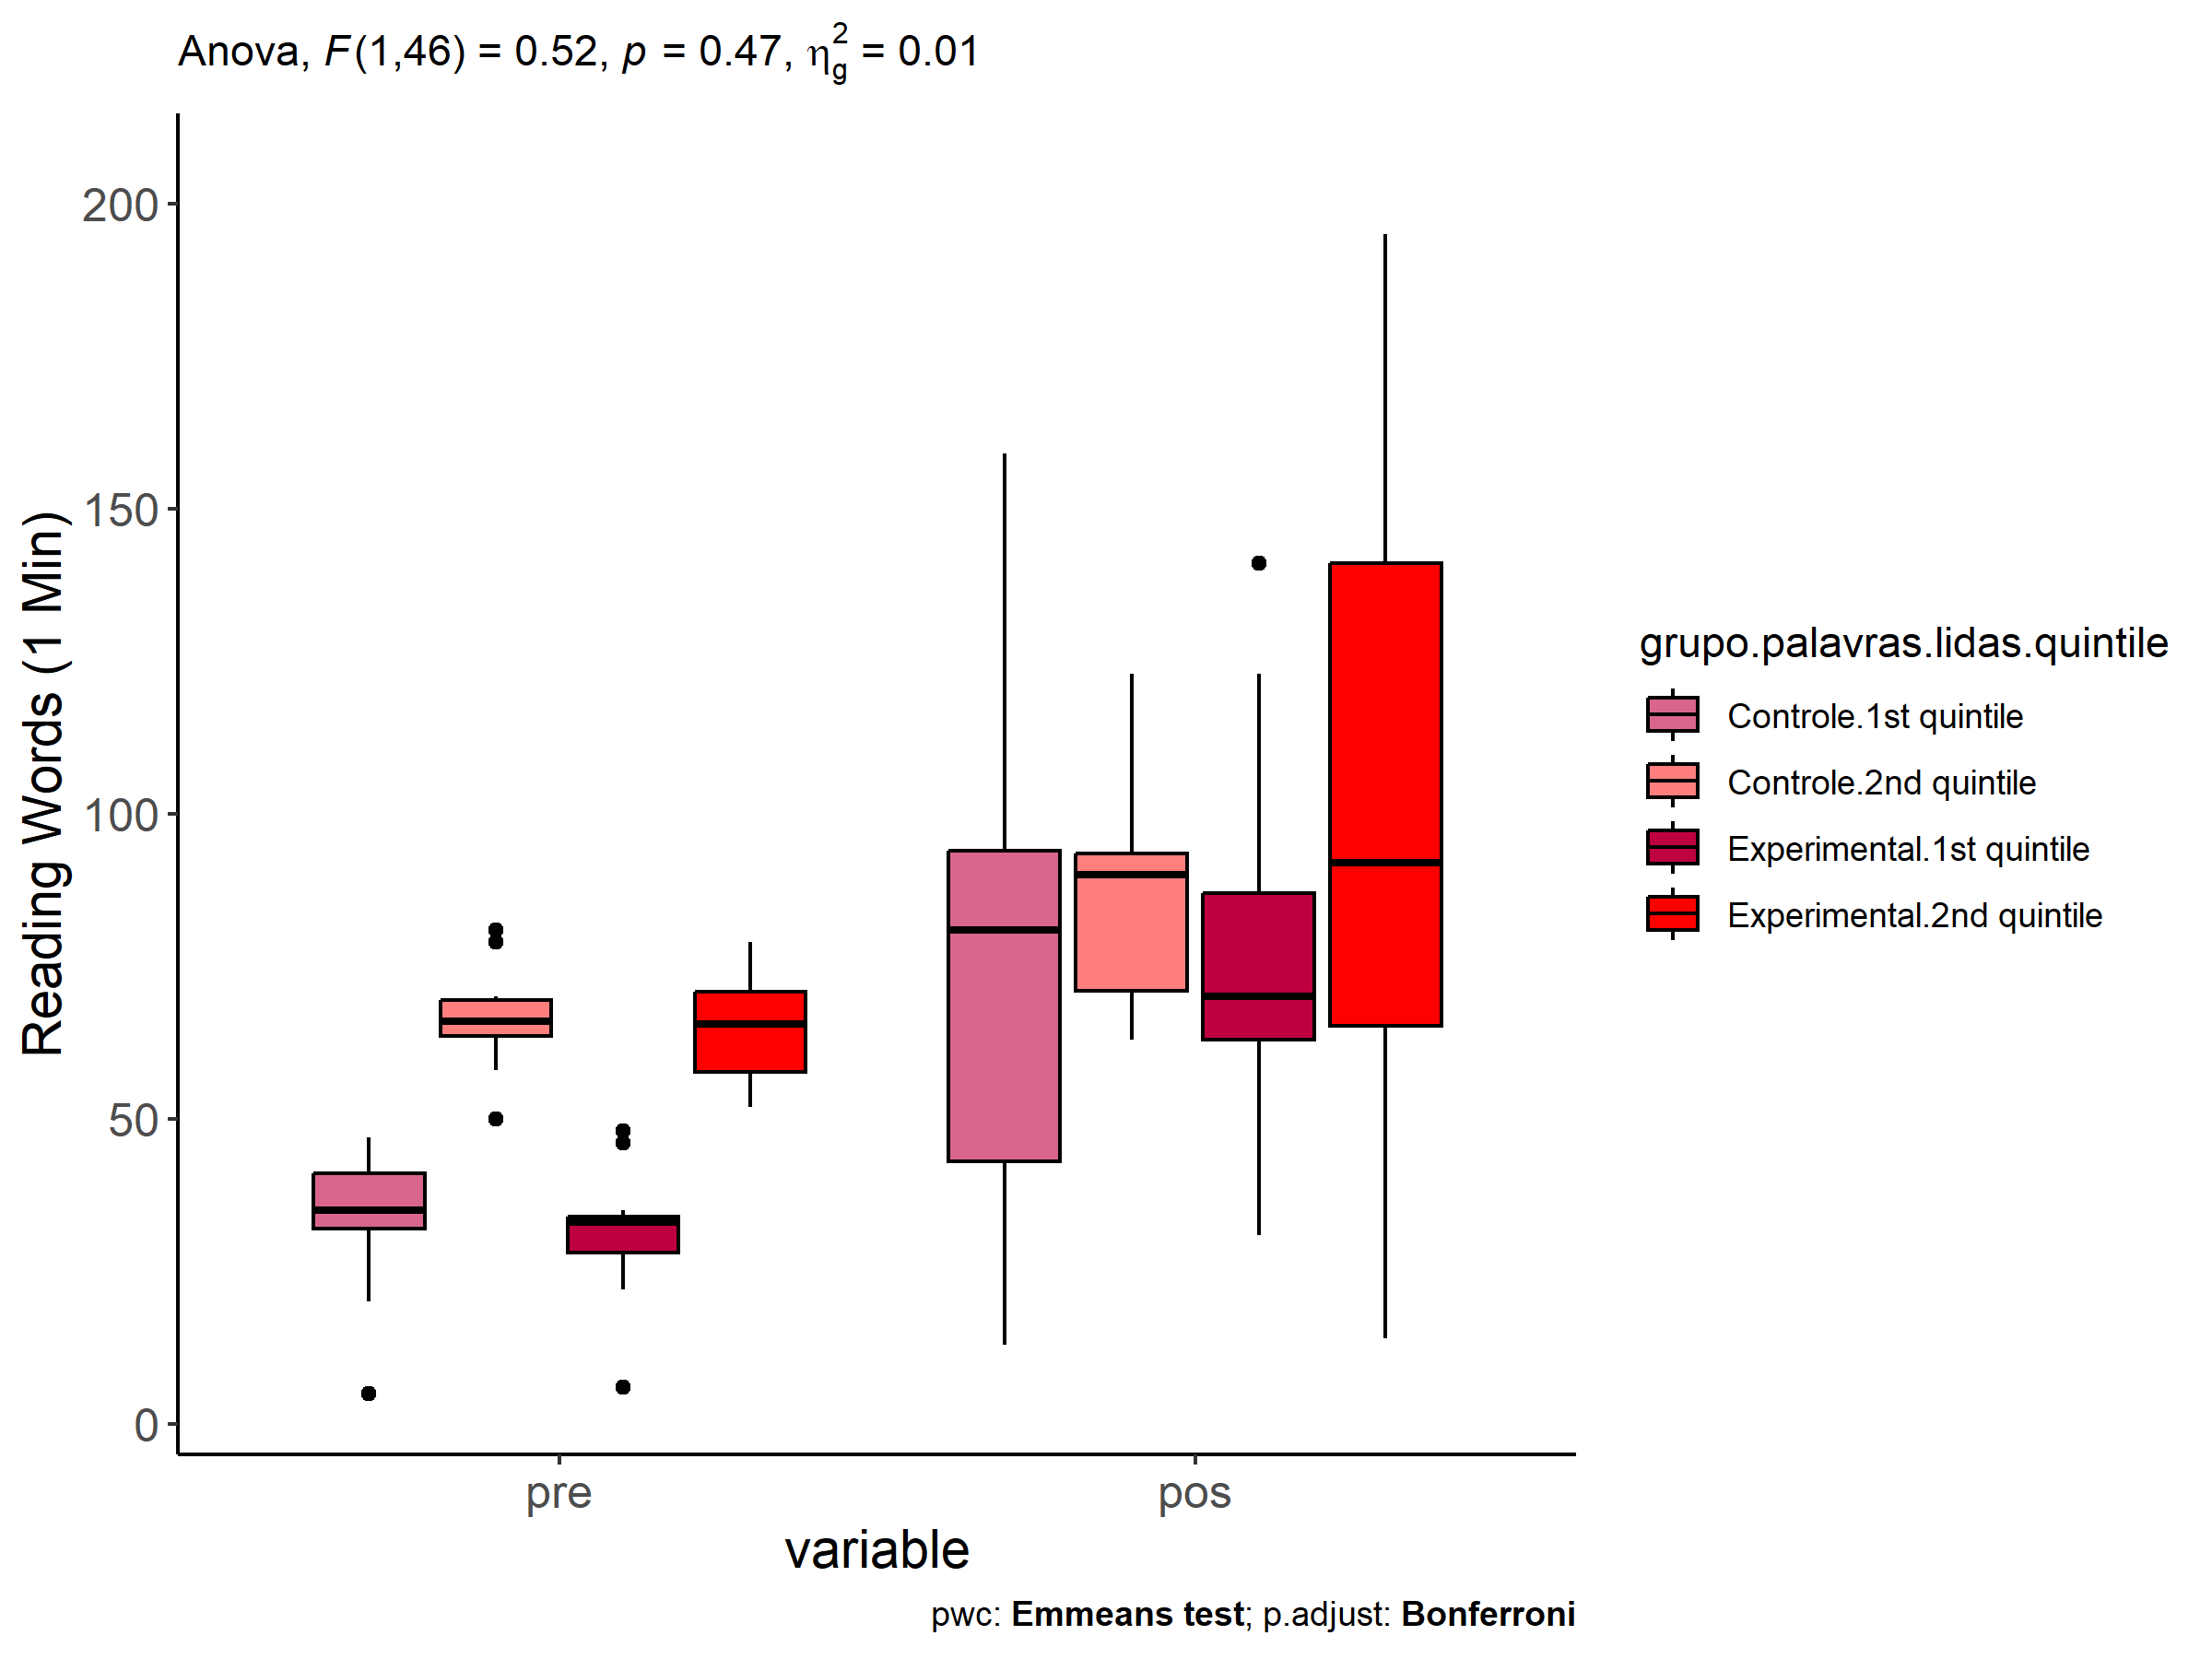 Anova, F(1,46) = 0.52, p = 0.47, η²g = 0.01
Reading Words (1 Min)
200
150
100
50
0
pre
pos
variable
grupo.palavras.lidas.quintile
Controle.1st quintile
Controle.2nd quintile
Experimental.1st quintile
Experimental.2nd quintile
pwc: Emmeans test; p.adjust: Bonferroni